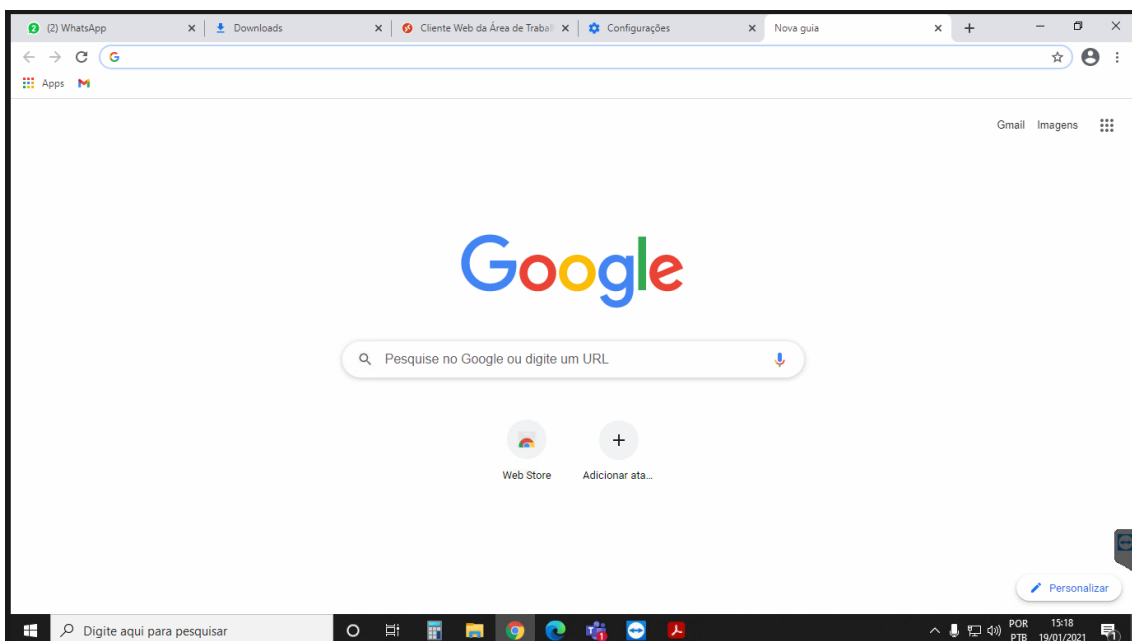 2 (2) WhatsApp Downloads Cliente Web da Área de Trabal Configurações Nova guia
G
Apps M
Gmail Imagens
Google
Pesquise no Google ou digite um URL
Web Store Adicionar ata...
Personalizar
Digite aqui para pesquisar POR 15:18
PTB 19/01/2021